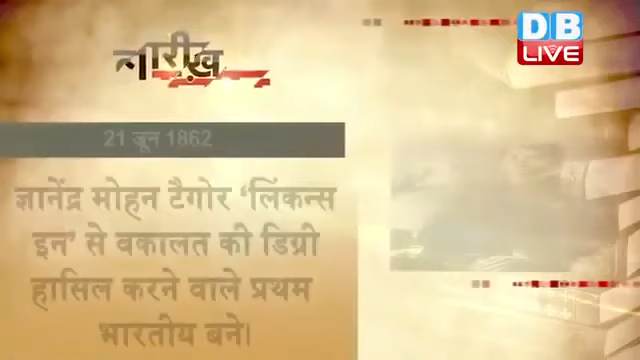 तारीख़
DB
LIVE
21 जून 1862
ज्ञानेंद्र मोहन टैगोर ‘लिंकन्स
इन’ से वकालत की डिग्री
हासिल करने वाले प्रथम
भारतीय बने।